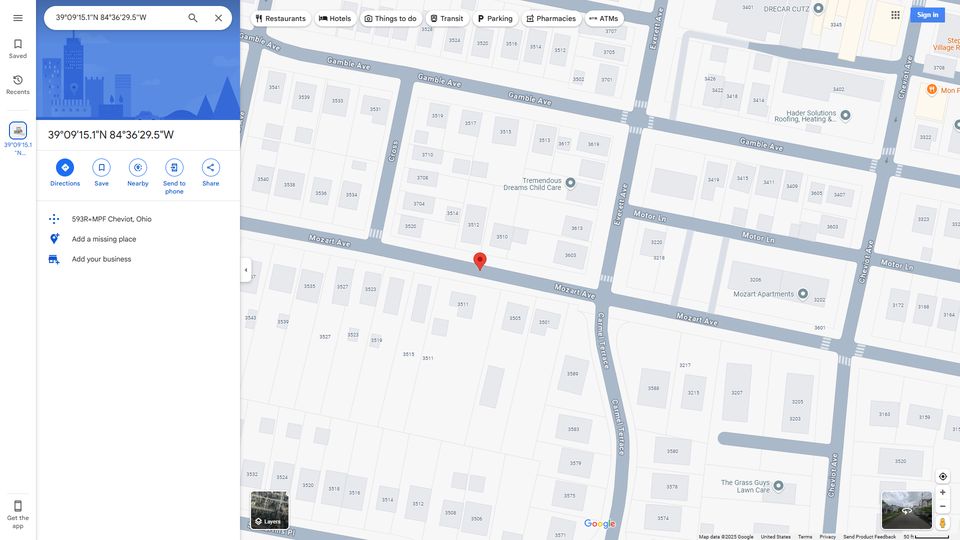 39°09'15.1"N 84°36'29.5"W
Restaurants
Hotels
Things to do
Transit
Parking
Pharmacies
ATMs
Sign in
Saved
Recents
39°09'15.1
"N...
Get the
app
39°09'15.1"N 84°36'29.5"W
Directions
Save
Nearby
Send to
phone
Share
593R+MPF Cheviot, Ohio
Add a missing place
Add your business
DRECAR CUTZ
Gamble Ave
Gamble Ave
Gamble Ave
Gamble Ave
Gamble Ave
Everett Ave
Everett Ave
Cheviot Ave
Cheviot Ave
Cheviot Ave
Cross
Hader Solutions
Roofing, Heating &...
Tremendous
Dreams Child Care
Mozart Ave
Mozart Ave
Mozart Ave
Motor Ln
Motor Ln
Motor Ln
Mozart Apartments
Carmel Terrace
Carmel Terrace
The Grass Guys
Lawn Care
Step
Village R
Mon F
3528
3524
3520
3516
3512
3705
3707
3502
3701
3541
3539
3533
3531
3519
3517
3515
3513
3617
3619
3710
3708
3704
3514
3512
3510
3520
3613
3603
3540
3538
3536
3534
3426
3422
3418
3414
3402
3708
3322
3419
3415
3411
3409
3405
3407
3220
3218
3206
3202
3601
3323
3172
3168
3164
3535
3531
3527
3523
3511
3505
3501
3543
3539
3527
3523
3519
3515
3511
3589
3583
3579
3575
3217
3588
3215
3207
3205
3203
3580
3578
3574
3163
3159
3520
3532
3524
3520
3518
3516
3514
3512
3508
3506
Layers
Google
Map data ©2025 Google
United States
Terms
Privacy
Send Product Feedback
50 ft